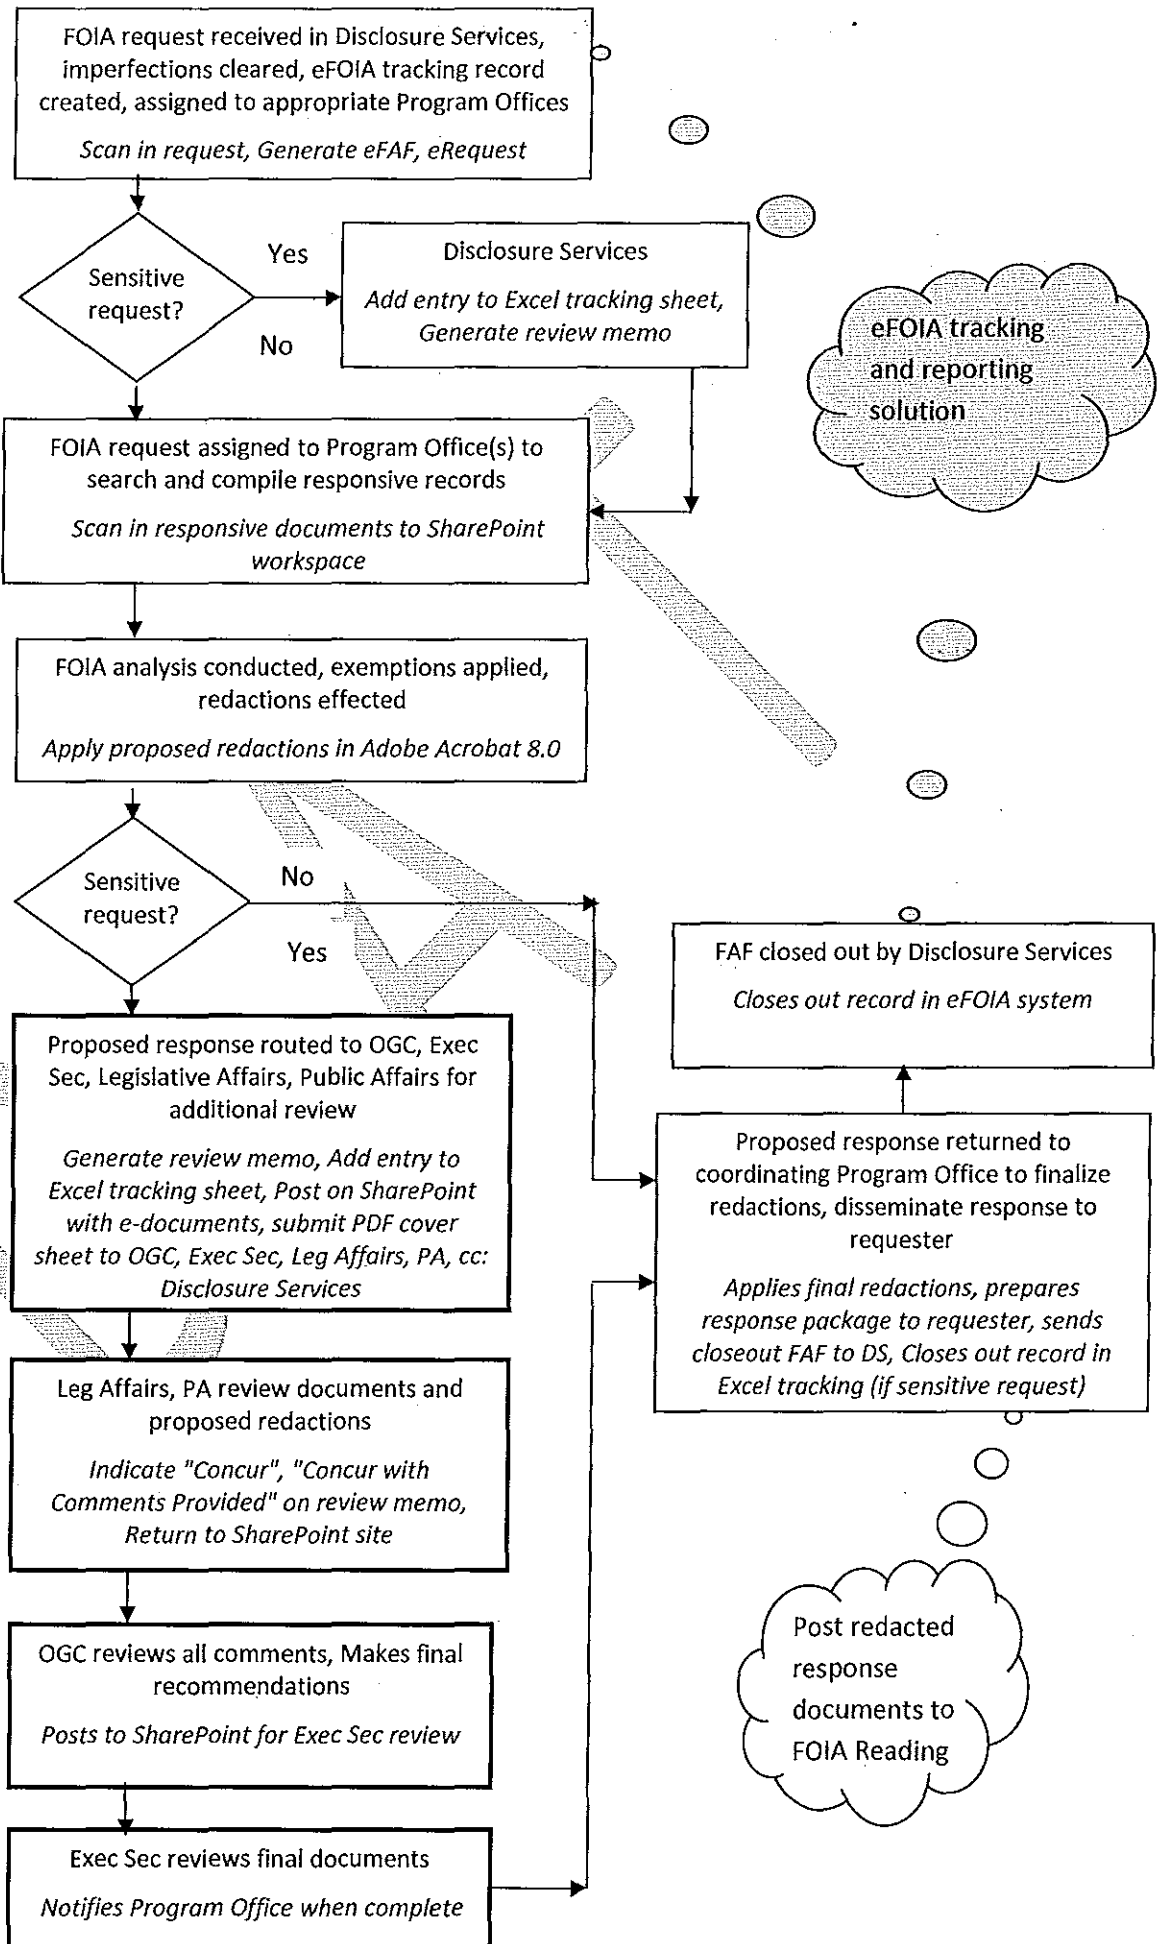 FOIA request received in Disclosure Services,
imperfections cleared, eFOIA tracking record
created, assigned to appropriate Program Offices
Scan in request, Generate eFAF, eRequest
Sensitive
request?
Yes
No
Disclosure Services
Add entry to Excel tracking sheet,
Generate review memo
eFOIA tracking
and reporting
solution
FOIA request assigned to Program Office(s) to
search and compile responsive records
Scan in responsive documents to SharePoint
workspace
FOIA analysis conducted, exemptions applied,
redactions effected
Apply proposed redactions in Adobe Acrobat 8.0
Sensitive
request?
No
Yes
FAF closed out by Disclosure Services
Closes out record in eFOIA system
Proposed response routed to OGC, Exec
Sec, Legislative Affairs, Public Affairs for
additional review
Generate review memo, Add entry to
Excel tracking sheet, Post on SharePoint
with e-documents, submit PDF cover
sheet to OGC, Exec Sec, Leg Affairs, PA, cc:
Disclosure Services
Proposed response returned to
coordinating Program Office to finalize
redactions, disseminate response to
requester
Applies final redactions, prepares
response package to requester, sends
closeout FAF to DS, Closes out record in
Excel tracking (if sensitive request)
Leg Affairs, PA review documents and
proposed redactions
Indicate "Concur", "Concur with
Comments Provided" on review memo,
Return to SharePoint site
OGC reviews all comments, Makes final
recommendations
Posts to SharePoint for Exec Sec review
Post redacted
response
documents to
FOIA Reading
Exec Sec reviews final documents
Notifies Program Office when complete